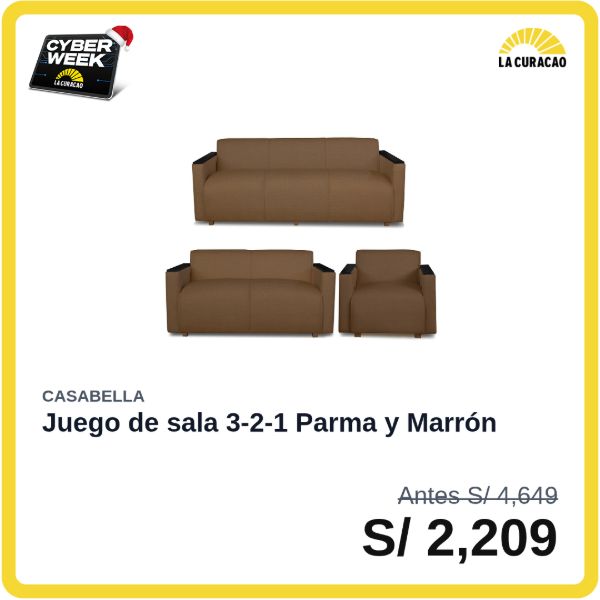 CYBER
WEEK
LA CURACAO
LA CURACAO
CASABELLA
Juego de sala 3-2-1 Parma y Marrón
Antes S/ 4,649
S/ 2,209